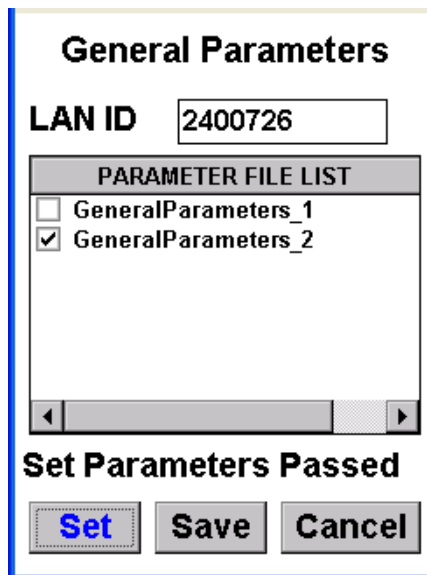 General Parameters
LAN ID 2400726
PARAMETER FILE LIST
GeneralParameters_1
GeneralParameters_2
Set Parameters Passed
Set Save Cancel